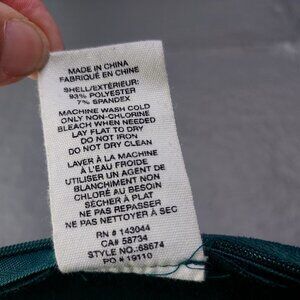 MADE IN CHINA
FABRIQUÉ EN CHINE
SHELL/EXTÉRIEUR:
93% POLYESTER
7% SPANDEX
MACHINE WASH COLD
ONLY NON-CHLORINE
BLEACH WHEN NEEDED
LAY FLAT TO DRY
DO NOT IRON
DO NOT DRY CLEAN
LAVER À LA MACHINE
À L'EAU FROIDE
UTILISER UN AGENT DE
BLANCHIMENT NON
CHLORÉ AU BESOIN
SÉCHER À PLAT
NE PAS REPASSER
NE PAS NETTOYER À SEC
RN # 143044
CA# 58734
STYLE NO.: 68674
PO # 19110